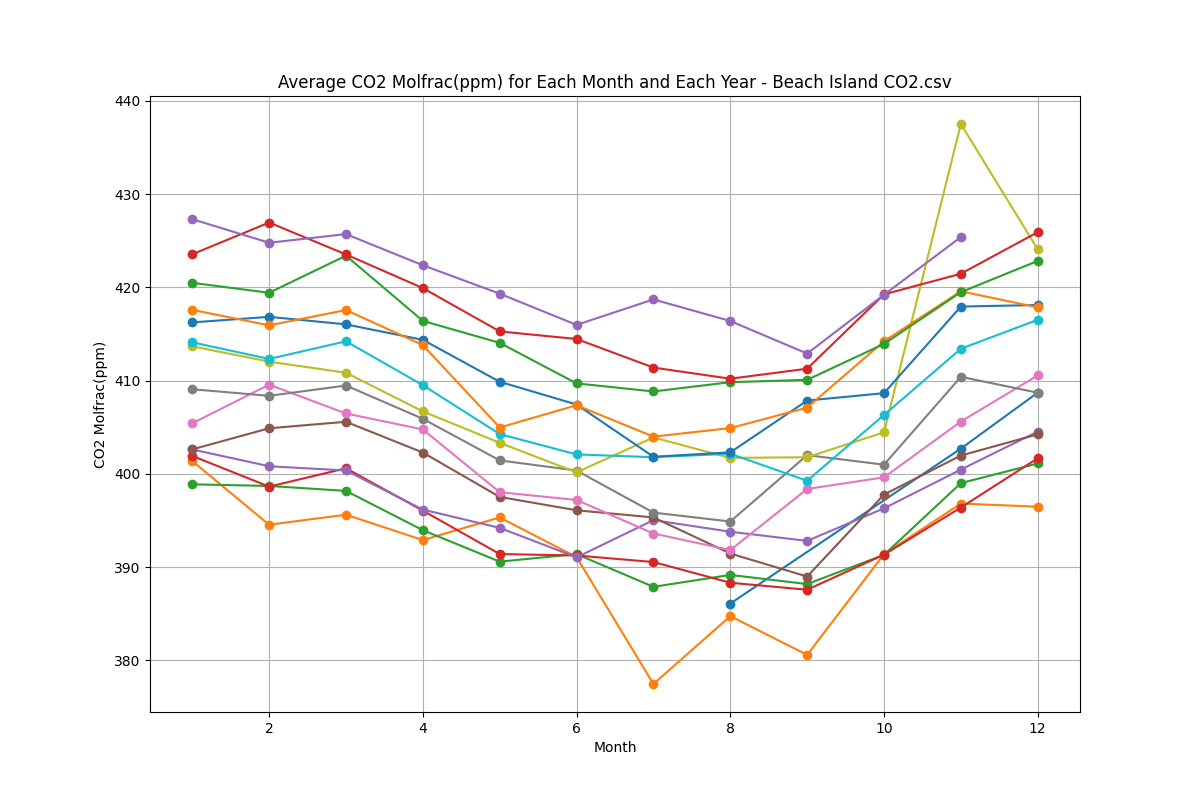 Average CO2 Molfrac(ppm) for Each Month and Each Year - Beach Island CO2.csv
440
430
420
410
400
390
380
CO2 Molfrac(ppm)
2 4 6 8 10 12
Month